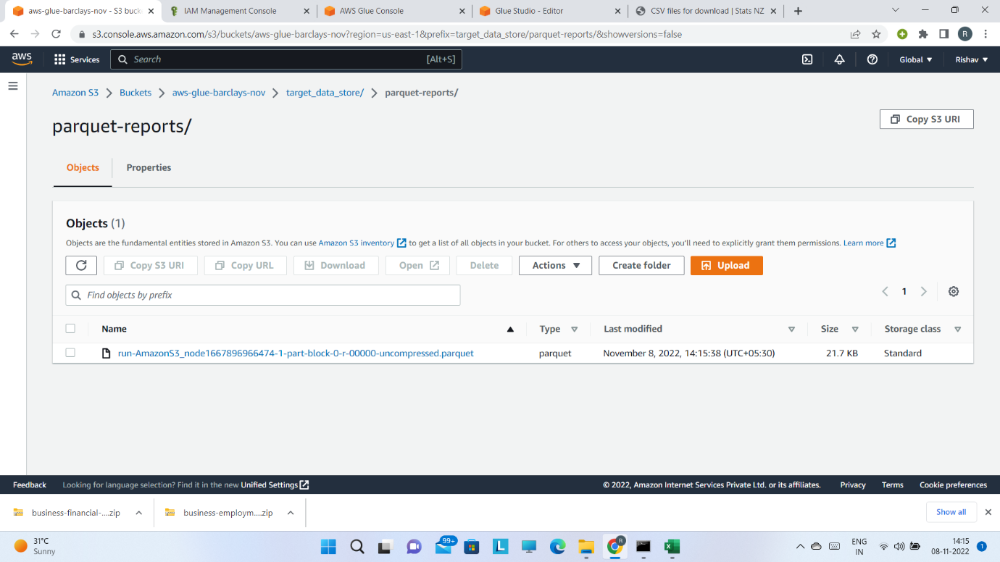 aws-glue-barclays-nov - S3 buck
IAM Management Console
AWS Glue Console
Glue Studio - Editor
CSV files for download | Stats NZ
s3.console.aws.amazon.com/s3/buckets/aws-glue-barclays-nov?region=us-east-1&prefix=target_data_store/parquet-reports/&showversions=false
R
aws
Services
Search
[Alt+S]
Global
Rishav
Amazon S3
Buckets
aws-glue-barclays-nov
target_data_store/
parquet-reports/
parquet-reports/
Copy S3 URI
Objects
Properties
Objects (1)
Objects are the fundamental entities stored in Amazon S3. You can use Amazon S3 inventory to get a list of all objects in your bucket. For others to access your objects, you'll need to explicitly grant them permissions. Learn more
Copy S3 URI
Copy URL
Download
Open
Delete
Actions
Create folder
Upload
Find objects by prefix
1
Name
Type
Last modified
Size
Storage class
run-AmazonS3_node1667896966474-1-part-block-0-r-00000-uncompressed.parquet
parquet
November 8, 2022, 14:15:38 (UTC+05:30)
21.7 KB
Standard
Feedback
Looking for language selection? Find it in the new Unified Settings
© 2022, Amazon Internet Services Private Ltd. or its affiliates.
Privacy
Terms
Cookie preferences
business-financial-....zip
business-employm....zip
Show all
31°C
Sunny
99+
L
R
ENG
IN
14:15
08-11-2022
1